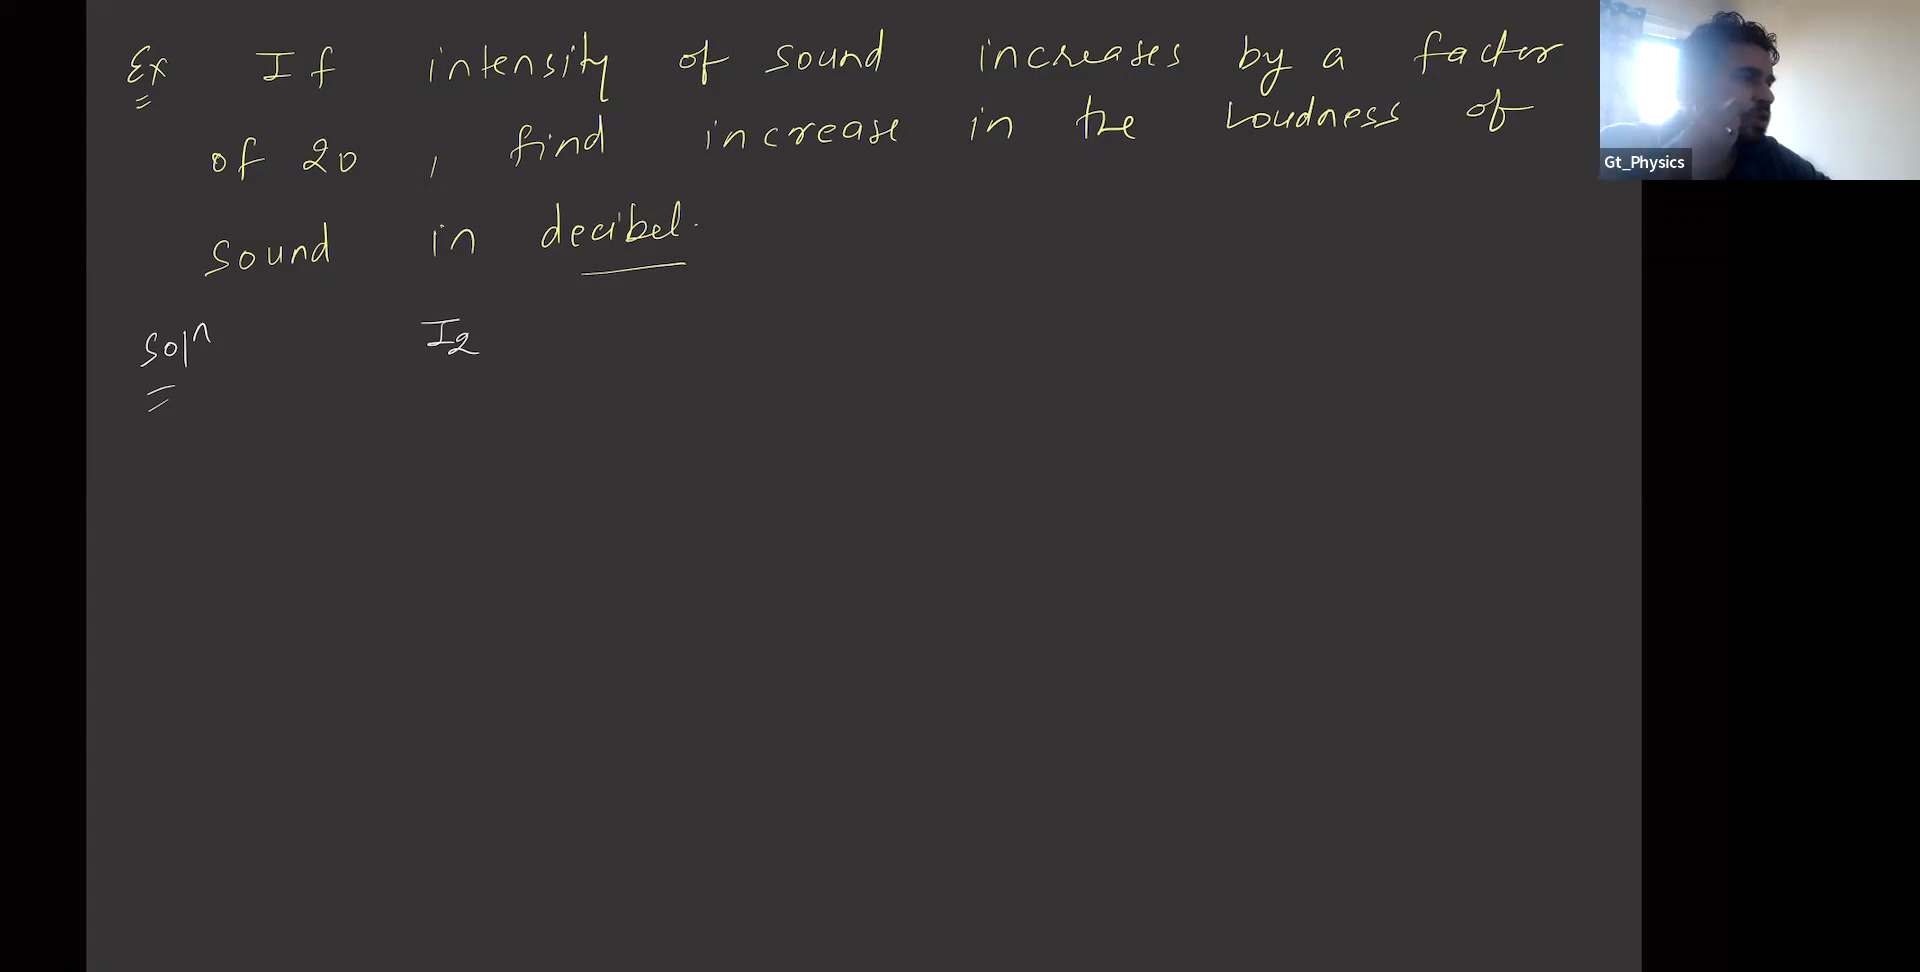 Ex If intensity of sound increases by a factor
of 20, find increase in the Loudness of
sound in decibel.
Solⁿ I₂
Gt_Physics